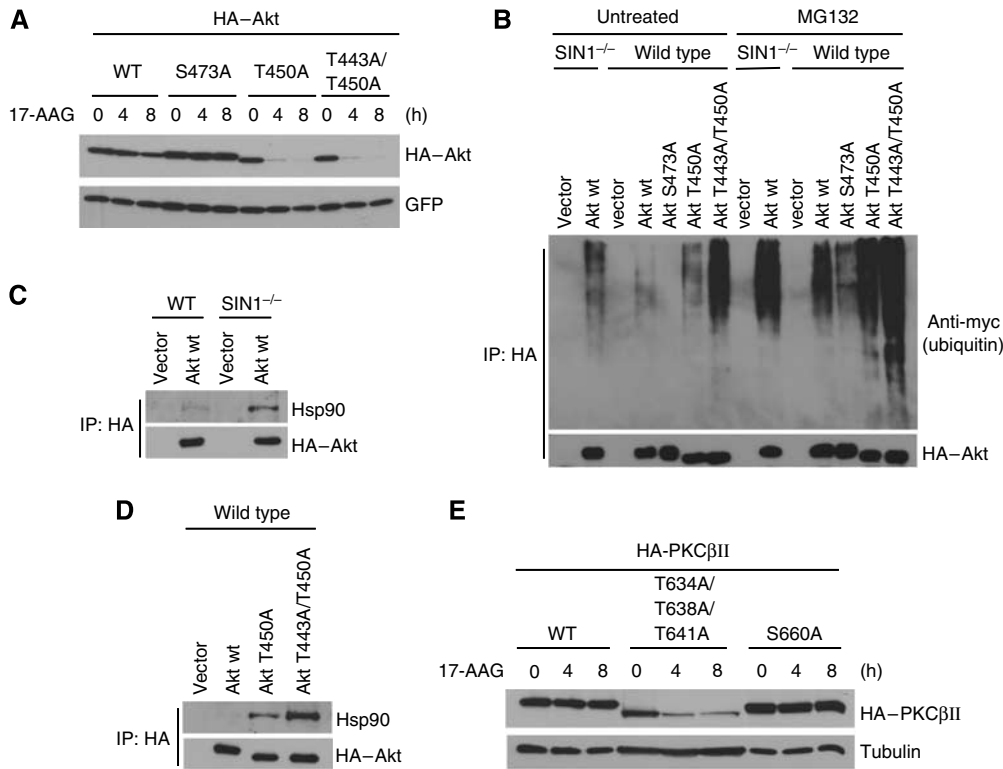 A
HA–Akt
WT S473A T450A T443A/
T450A
17-AAG 0 4 8 0 4 8 0 4 8 0 4 8 (h)
HA–Akt
GFP
B
Untreated MG132
SIN1–/– Wild type SIN1–/– Wild type
Vector
Akt wt
vector
Akt wt
Akt S473A
Akt T450A
Akt T443A/T450A
Vector
Akt wt
vector
Akt wt
Akt S473A
Akt T450A
Akt T443A/T450A
IP: HA
Anti-myc
(ubiquitin)
HA–Akt
C
WT SIN1–/–
Vector
Akt wt
Vector
Akt wt
IP: HA
Hsp90
HA–Akt
D
Wild type
Vector
Akt wt
Akt T450A
Akt T443A/T450A
IP: HA
Hsp90
HA–Akt
E
HA-PKCβII
T634A/
T638A/
WT T641A S660A
17-AAG 0 4 8 0 4 8 0 4 8 (h)
HA–PKCβII
Tubulin